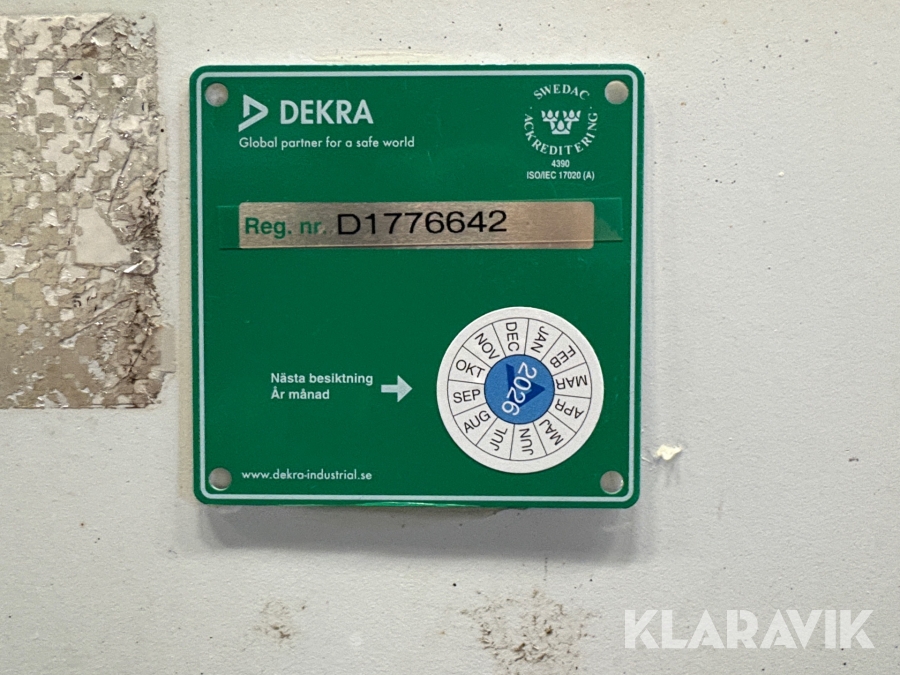 DEKRA
Global partner for a safe world
SWEDAC
ACKREDITERING
4390
ISO/IEC 17020 (A)
Reg. nr. D1776642
Nästa besiktning
År månad
JAN
FEB
MAR
APR
MAJ
JUN
JUL
AUG
SEP
OKT
NOV
DEC
2026
www.dekra-industrial.se
KLARAVIK